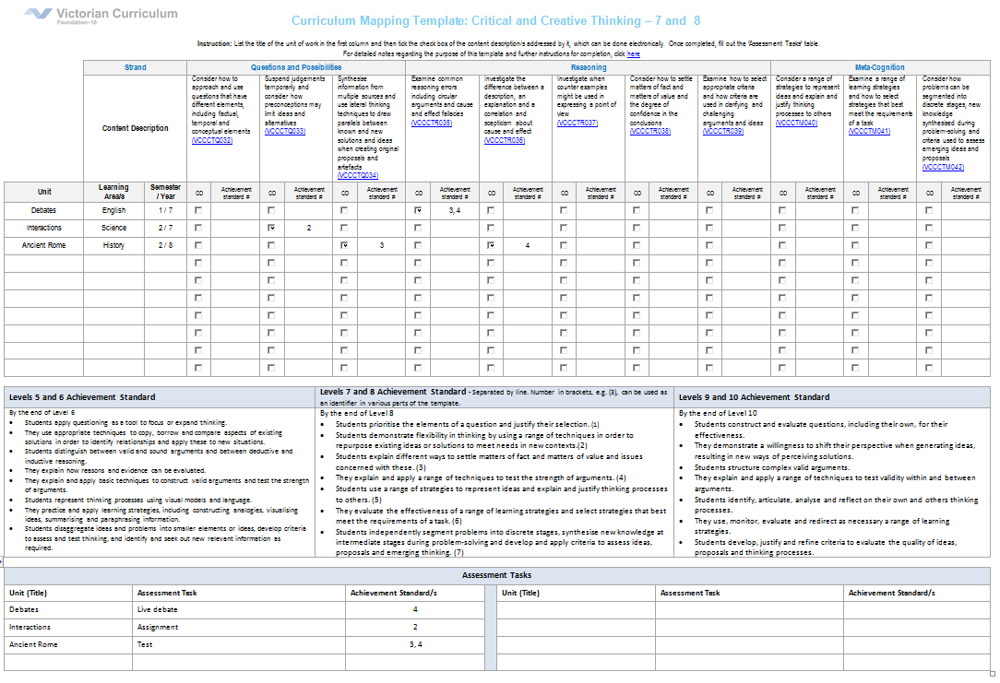 Victorian Curriculum
Foundation–10
Curriculum Mapping Template: Critical and Creative Thinking – 7 and 8
Instruction: List the title of the unit of work in the first column and then tick the check box of the content description/s addressed by it, which can be done electronically. Once completed, fill out the 'Assessment Tasks' table.
For detailed notes regarding the purpose of this template and further instructions for completion, click here
Strand
Questions and Possibilities
Reasoning
Meta-Cognition
Content Description
Consider how to
approach and use
questions that have
different elements,
including factual,
temporal and
conceptual elements
(VCCCTQ032)
Suspend judgements
temporarily and
consider how
preconceptions may
limit ideas and
alternatives
(VCCCTQ033)
Synthesise
information from
multiple sources and
use lateral thinking
techniques to draw
parallels between
known and new
solutions and ideas
when creating original
proposals and
artefacts
(VCCCTQ034)
Examine common
reasoning errors
including circular
arguments and cause
and effect fallacies
(VCCCTR035)
Investigate the
difference between a
description, an
explanation and a
correlation and
scepticism about
cause and effect
(VCCCTR036)
Investigate when
counter examples
might be used in
expressing a point of
view
(VCCCTR037)
Consider how to settle
matters of fact and
matters of value and
the degree of
confidence in the
conclusions
(VCCCTR038)
Examine how to select
appropriate criteria
and how criteria are
used in clarifying and
challenging
arguments and ideas
(VCCCTR039)
Consider a range of
strategies to represent
ideas and explain and
justify thinking
processes to others
(VCCCTM040)
Examine a range of
learning strategies
and how to select
strategies that best
meet the requirements
of a task
(VCCCTM041)
Consider how
problems can be
segmented into
discrete stages, new
knowledge
synthesised during
problem-solving and
criteria used to assess
emerging ideas and
proposals
(VCCCTM042)
Unit
Learning
Area/s
Semester
/ Year
CD Achievement standard # CD Achievement standard # CD Achievement standard # CD Achievement standard # CD Achievement standard # CD Achievement standard # CD Achievement standard # CD Achievement standard # CD Achievement standard # CD Achievement standard # CD Achievement standard #
Debates English 1 / 7 3, 4
Interactions Science 2 / 7 2
Ancient Rome History 2 / 8 3 4
Levels 5 and 6 Achievement Standard
By the end of Level 6
• Students apply questioning as a tool to focus or expand thinking.
• They use appropriate techniques to copy, borrow and compare aspects of existing
solutions in order to identify relationships and apply these to new situations.
• Students distinguish between valid and sound arguments and between deductive and
inductive reasoning.
• They explain how reasons and evidence can be evaluated.
• They explain and apply basic techniques to construct valid arguments and test the strength
of arguments.
• Students represent thinking processes using visual models and language.
• They practice and apply learning strategies, including constructing analogies, visualising
ideas, summarising and paraphrasing information.
• Students disaggregate ideas and problems into smaller elements or ideas, develop criteria
to assess and test thinking, and identify and seek out new relevant information as
required.
Levels 7 and 8 Achievement Standard - Separated by line. Number in brackets, e.g. (3), can be used as
an identifier in various parts of the template.
By the end of Level 8
• Students prioritise the elements of a question and justify their selection. (1)
• Students demonstrate flexibility in thinking by using a range of techniques in order to
repurpose existing ideas or solutions to meet needs in new contexts.(2)
• Students explain different ways to settle matters of fact and matters of value and issues
concerned with these. (3)
• They explain and apply a range of techniques to test the strength of arguments. (4)
• Students use a range of strategies to represent ideas and explain and justify thinking processes
to others. (5)
• They evaluate the effectiveness of a range of learning strategies and select strategies that best
meet the requirements of a task. (6)
• Students independently segment problems into discrete stages, synthesise new knowledge at
intermediate stages during problem-solving and develop and apply criteria to assess ideas,
proposals and emerging thinking. (7)
Levels 9 and 10 Achievement Standard
By the end of Level 10
• Students construct and evaluate questions, including their own, for their
effectiveness.
• They demonstrate a willingness to shift their perspective when generating ideas,
resulting in new ways of perceiving solutions.
• Students structure complex valid arguments.
• They explain and apply a range of techniques to test validity within and between
arguments.
• Students identify, articulate, analyse and reflect on their own and others thinking
processes.
• They use, monitor, evaluate and redirect as necessary a range of learning
strategies.
• Students develop, justify and refine criteria to evaluate the quality of ideas,
proposals and thinking processes.
Assessment Tasks
Unit (Title) Assessment Task Achievement Standard/s Unit (Title) Assessment Task Achievement Standard/s
Debates Live debate 4
Interactions Assignment 2
Ancient Rome Test 3, 4